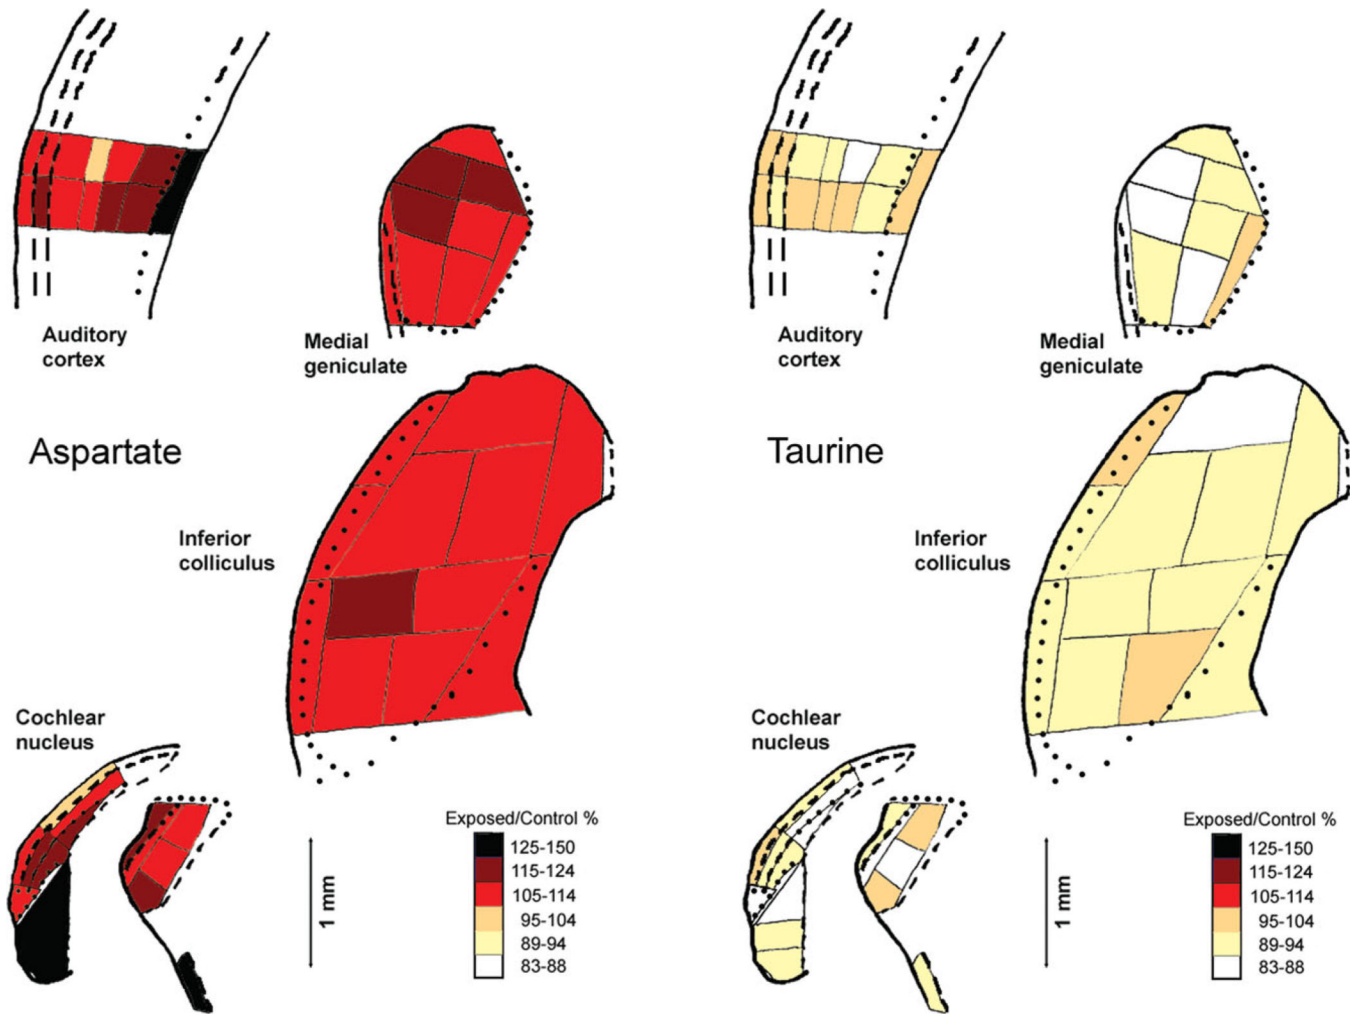 Auditory
cortex
Medial
geniculate
Aspartate
Inferior
colliculus
Cochlear
nucleus
1 mm
Exposed/Control %
125-150
115-124
105-114
95-104
89-94
83-88
Auditory
cortex
Medial
geniculate
Taurine
Inferior
colliculus
Cochlear
nucleus
1 mm
Exposed/Control %
125-150
115-124
105-114
95-104
89-94
83-88